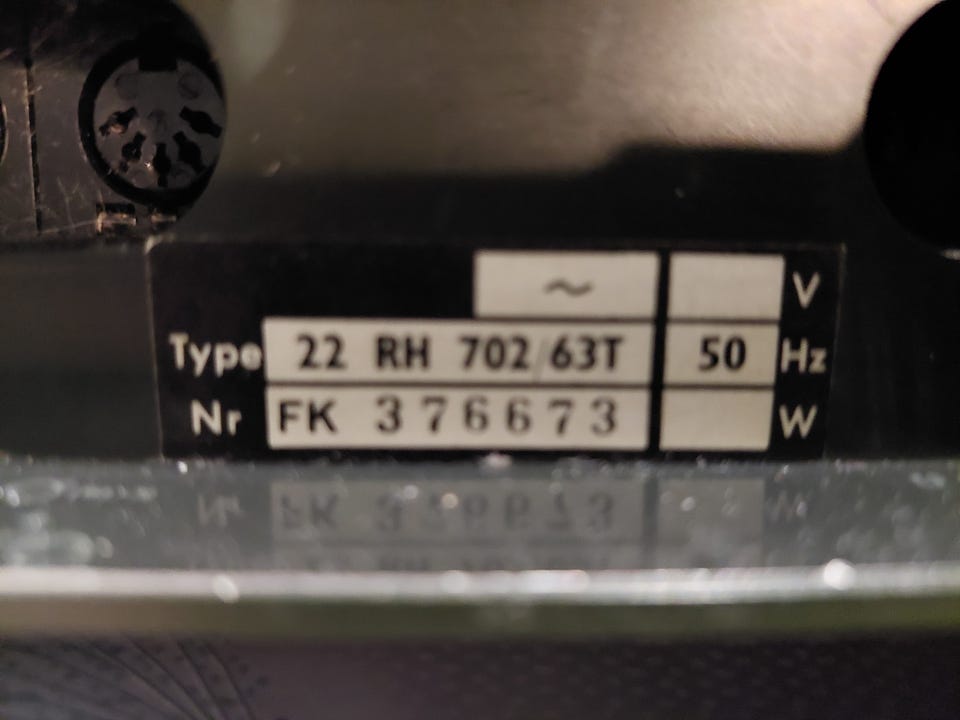 ~ V
Type 22 RH 702/63T 50 Hz
Nr FK 376673 W